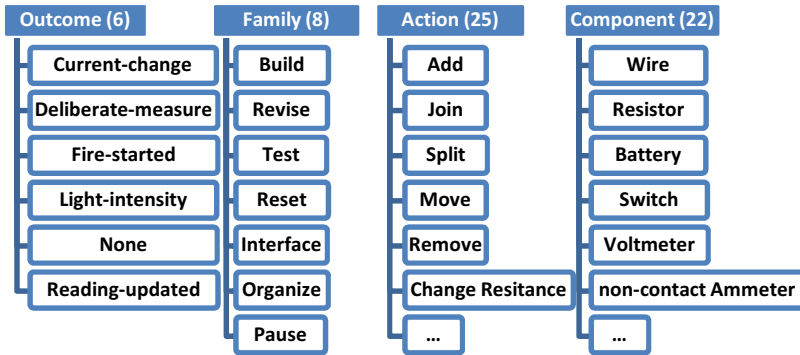 Outcome (6)
Current-change
Deliberate-measure
Fire-started
Light-intensity
None
Reading-updated
Family (8)
Build
Revise
Test
Reset
Interface
Organize
Pause
Action (25)
Add
Join
Split
Move
Remove
Change Resitance
...
Component (22)
Wire
Resistor
Battery
Switch
Voltmeter
non-contact Ammeter
...